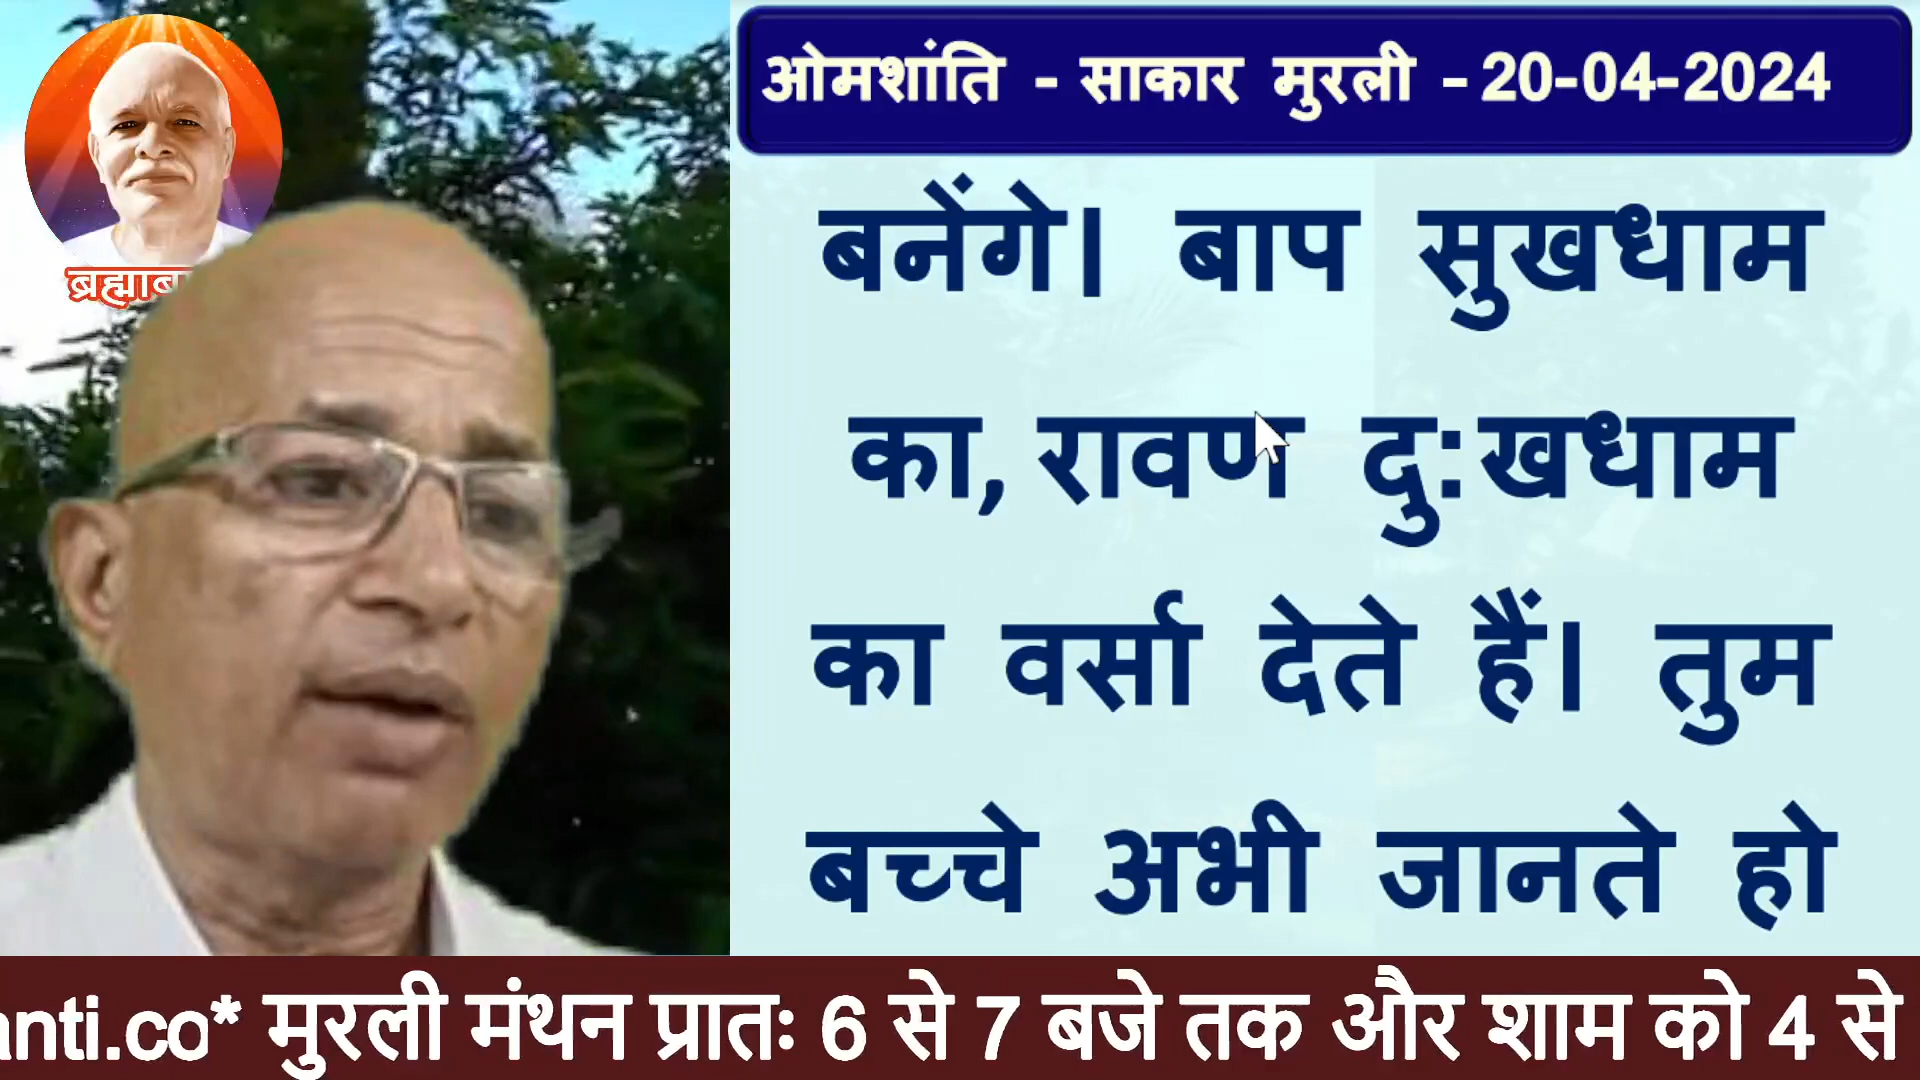 ओमशांति - साकार मुरली - 20-04-2024
बनेंगे। बाप सुखधाम
का, रावण दुःखधाम
का वर्सा देते हैं। तुम
बच्चे अभी जानते हो
anti.co* मुरली मंथन प्रातः 6 से 7 बजे तक और शाम को 4 से